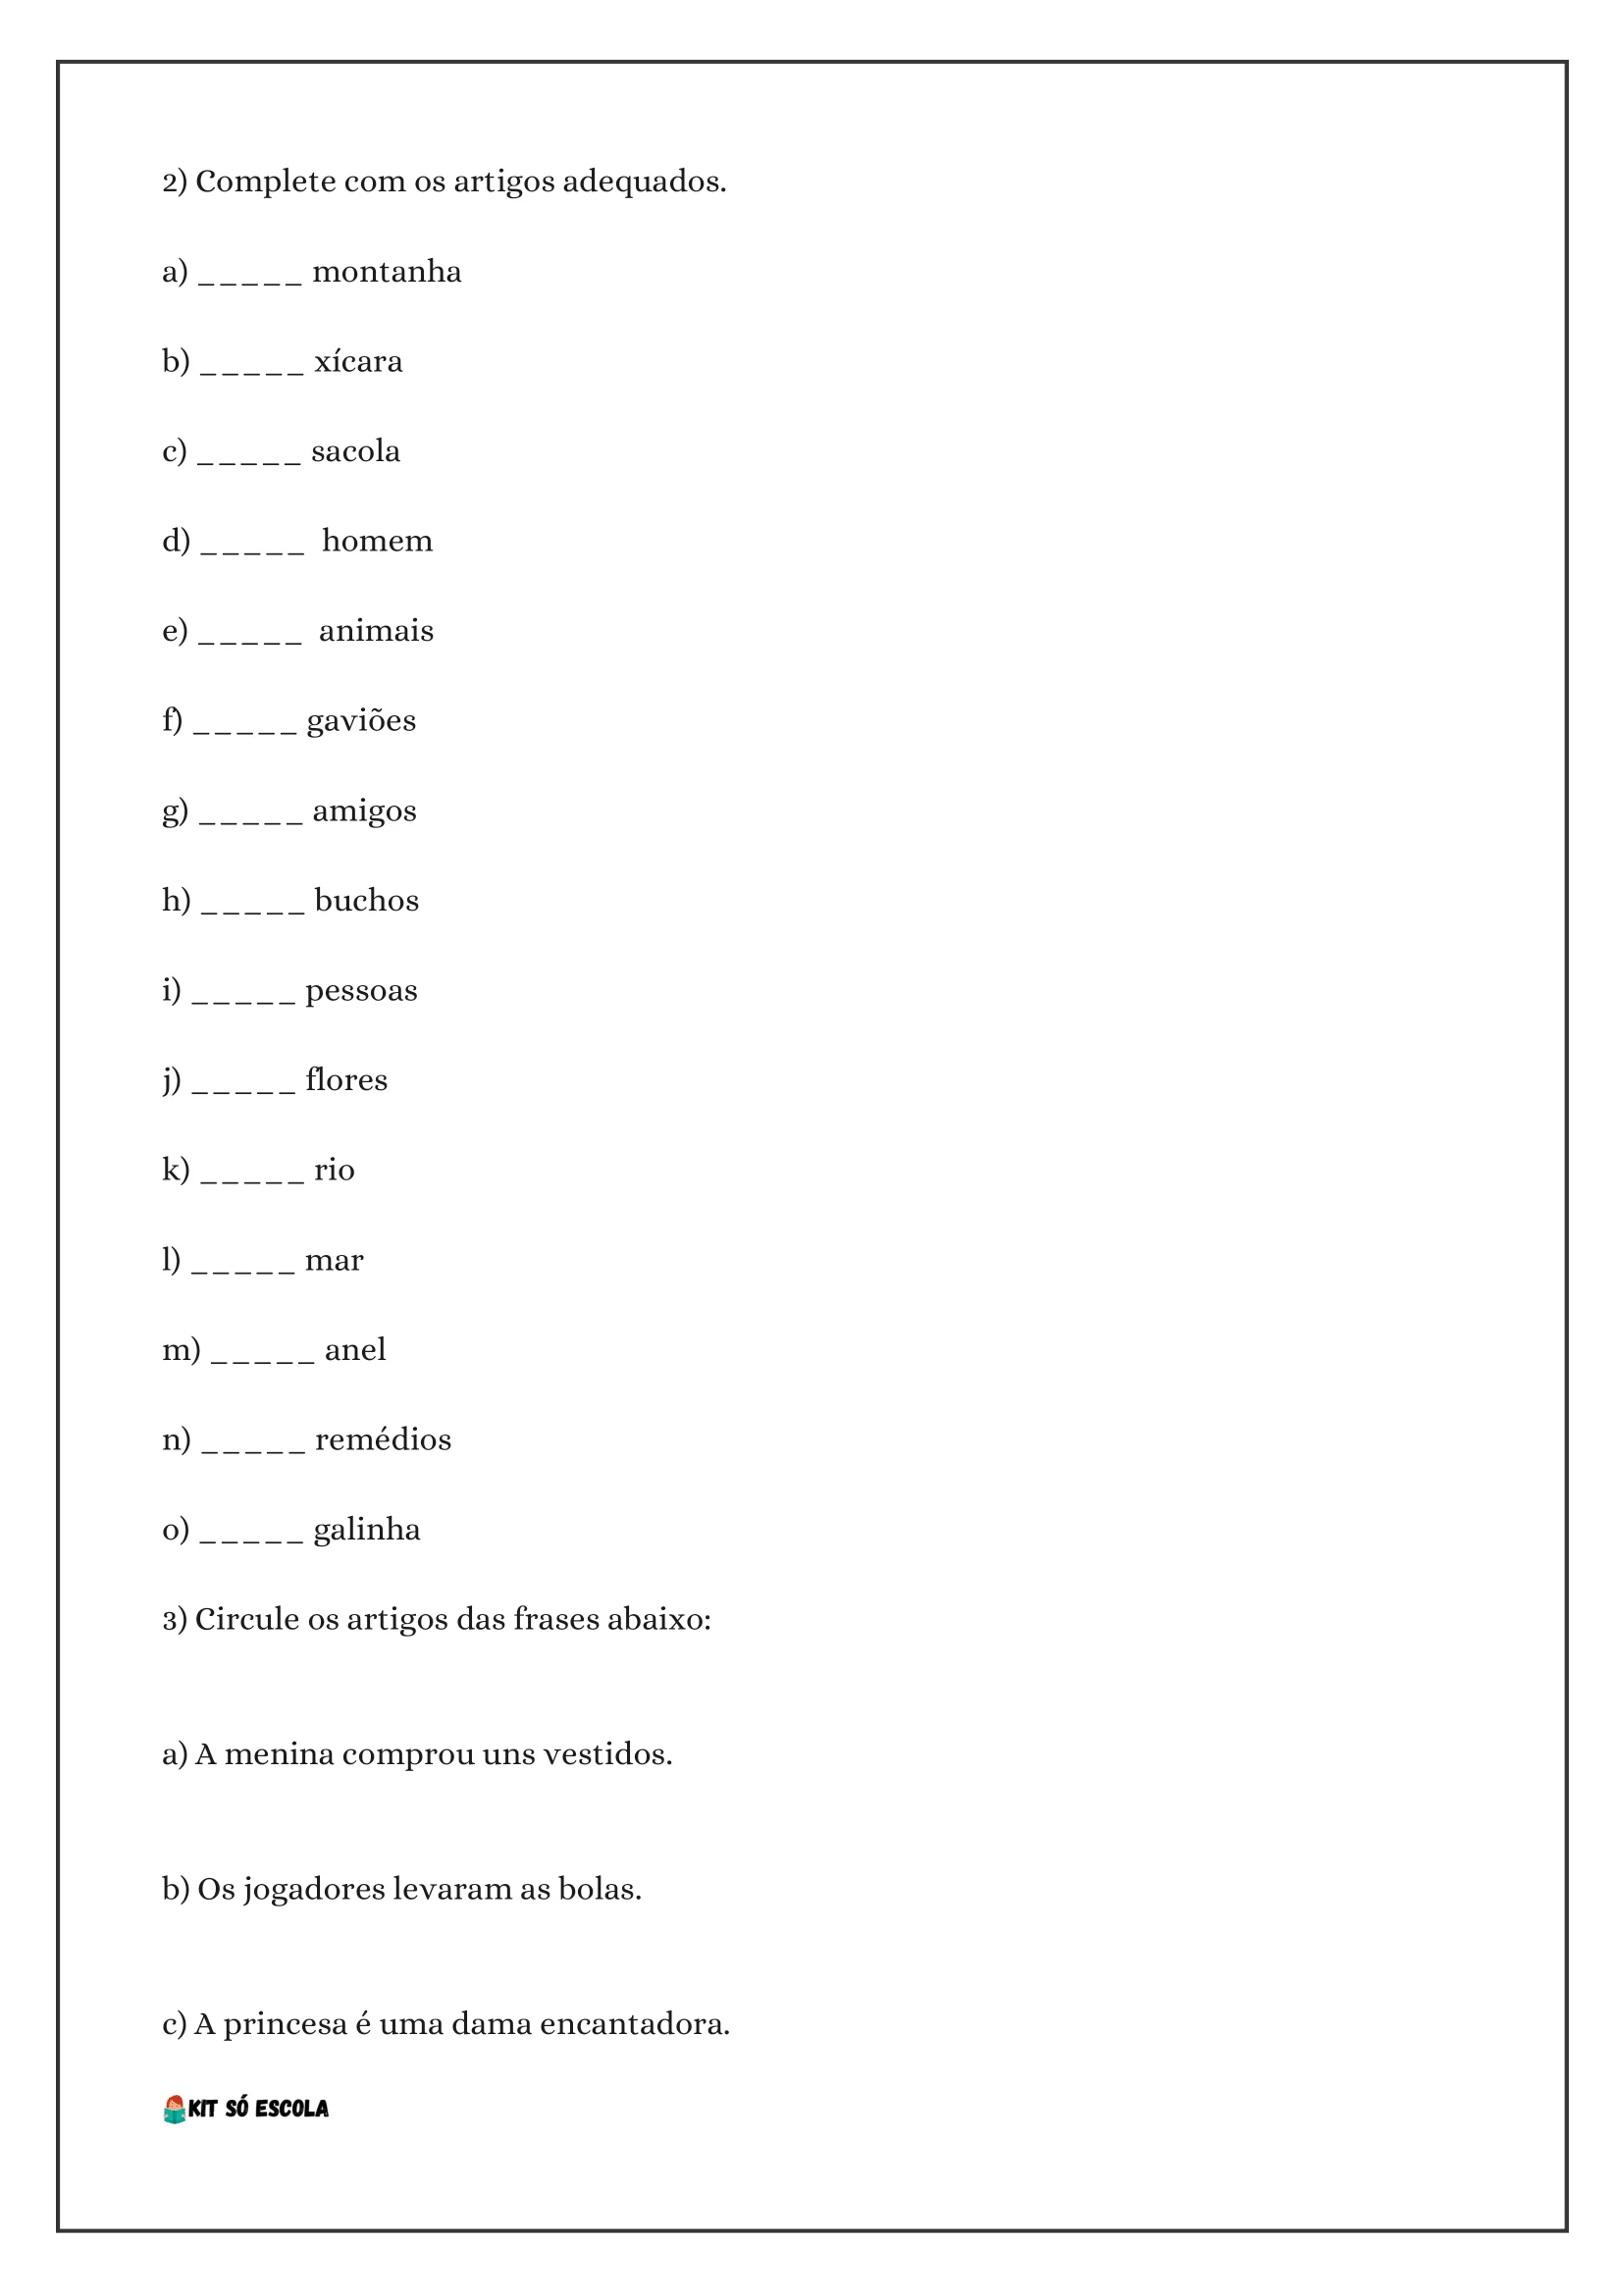 2) Complete com os artigos adequados.
a) _____ montanha
b) _____ xícara
c) _____ sacola
d) _____ homem
e) _____ animais
f) _____ gaviões
g) _____ amigos
h) _____ buchos
i) _____ pessoas
j) _____ flores
k) _____ rio
l) _____ mar
m) _____ anel
n) _____ remédios
o) _____ galinha
3) Circule os artigos das frases abaixo:
a) A menina comprou uns vestidos.
b) Os jogadores levaram as bolas.
c) A princesa é uma dama encantadora.
KIT SÓ ESCOLA